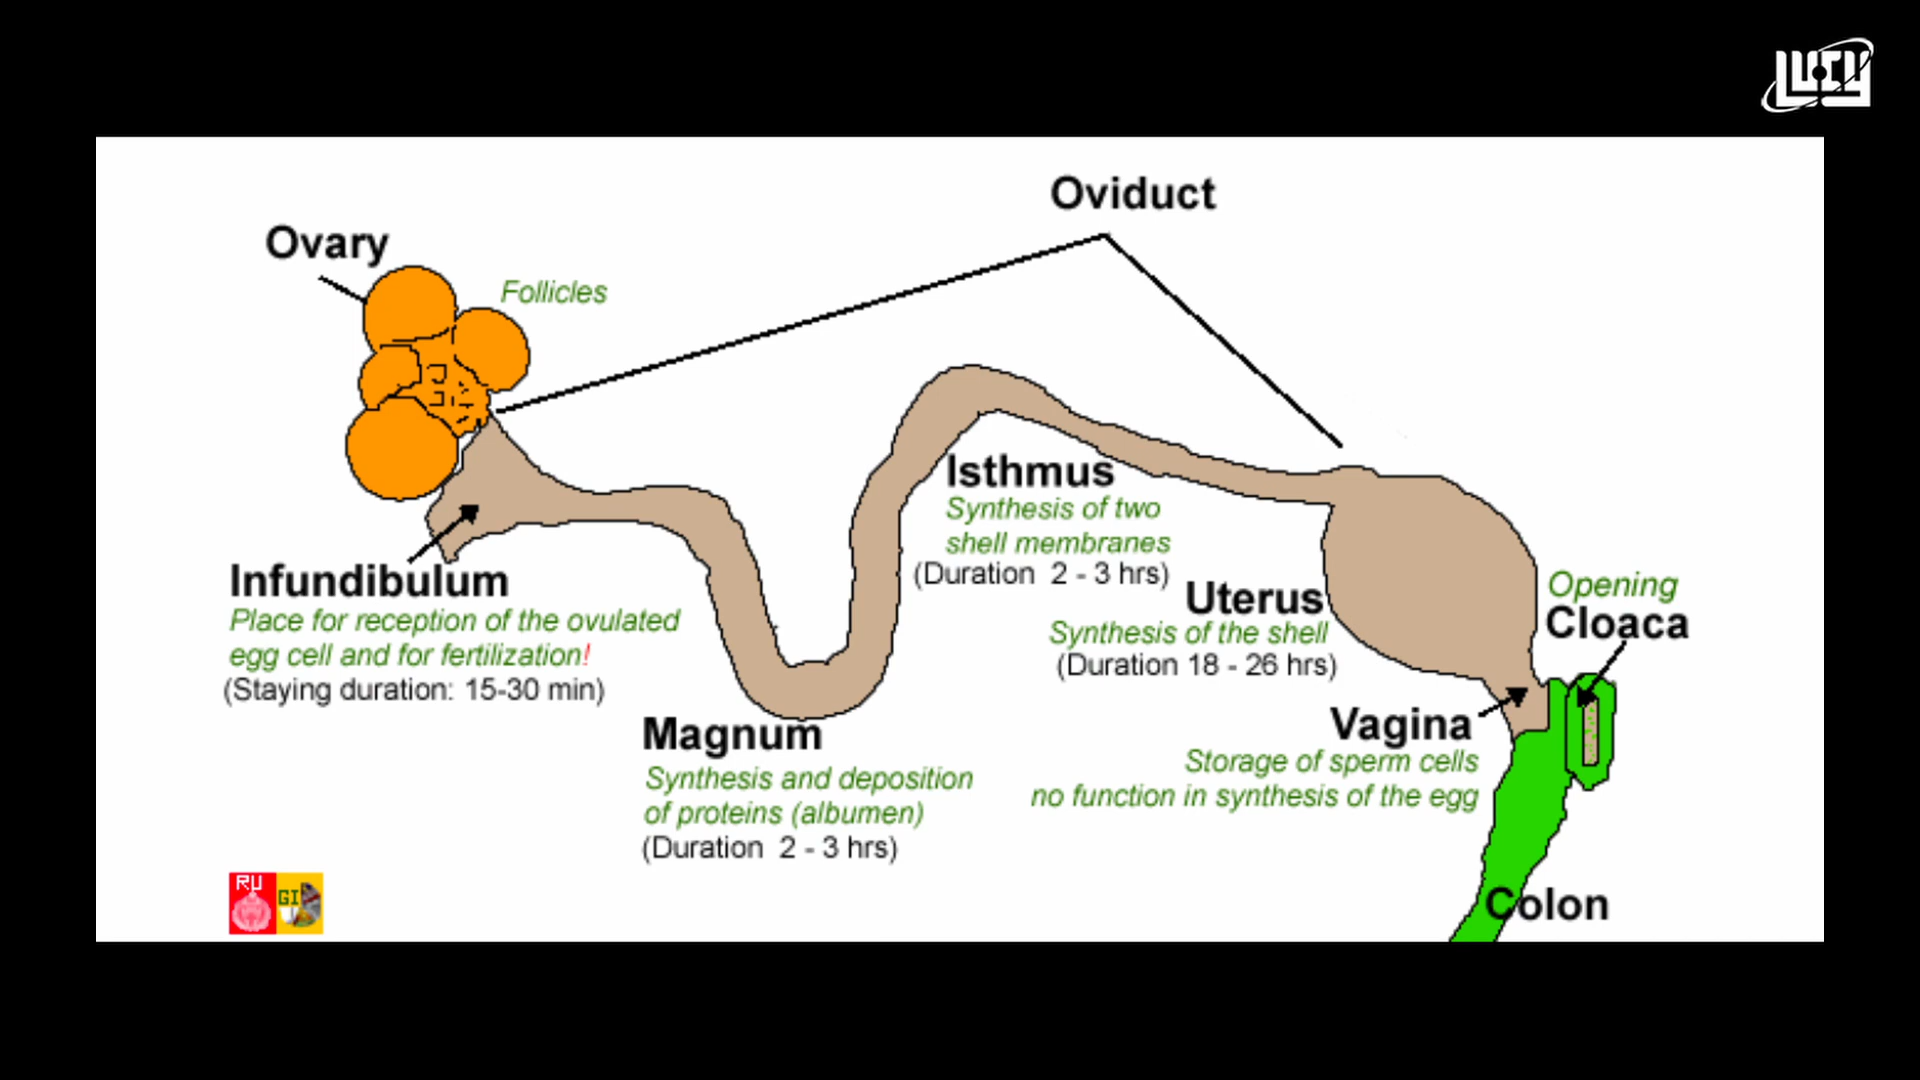 LUCY
Oviduct
Ovary
Follicles
Isthmus
Synthesis of two
shell membranes
(Duration 2 - 3 hrs)
Infundibulum
Place for reception of the ovulated
egg cell and for fertilization!
(Staying duration: 15-30 min)
Uterus
Synthesis of the shell
(Duration 18 - 26 hrs)
Opening
Cloaca
Magnum
Synthesis and deposition
of proteins (albumen)
(Duration 2 - 3 hrs)
Vagina
Storage of sperm cells
no function in synthesis of the egg
RU
GI
Colon